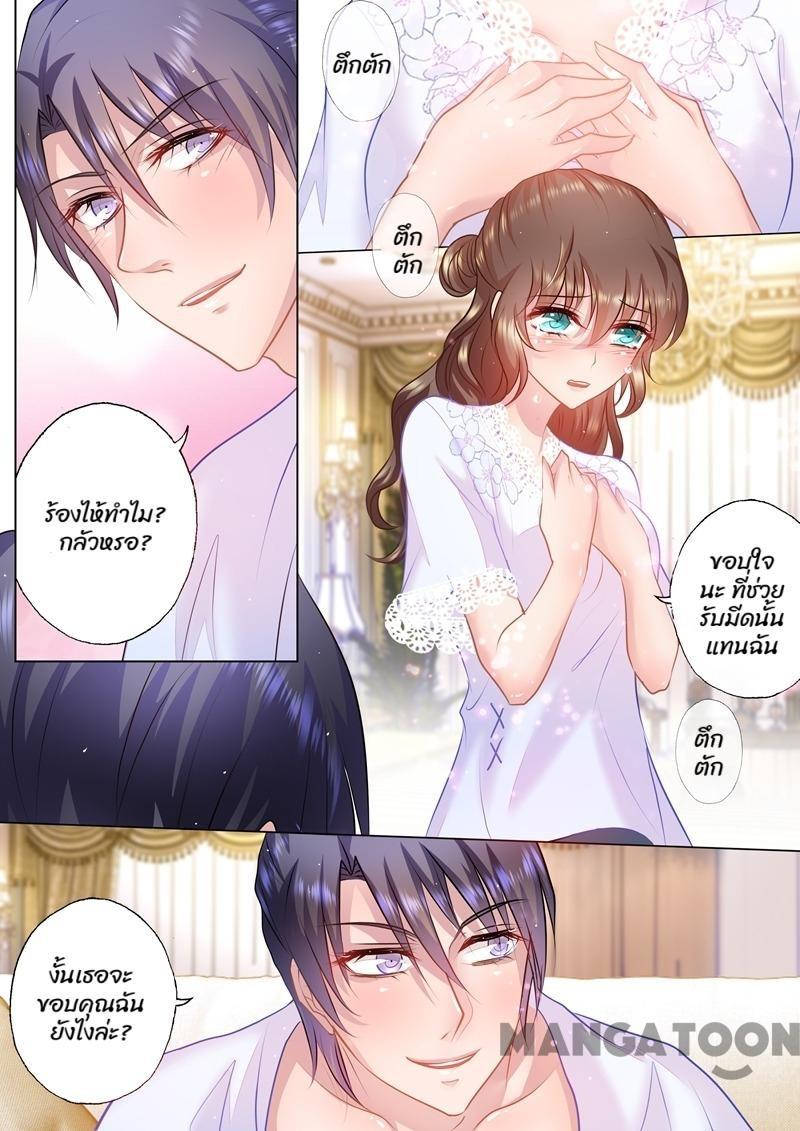 ตึกตัก
ตึก
ตัก
ร้องไห้ทำไม?
กลัวหรอ?
ขอบใจ
นะ ที่ช่วย
รับมีดนั้น
แทนฉัน
ตึก
ตัก
งั้นเธอจะ
ขอบคุณฉัน
ยังไงล่ะ?
MANGATOON